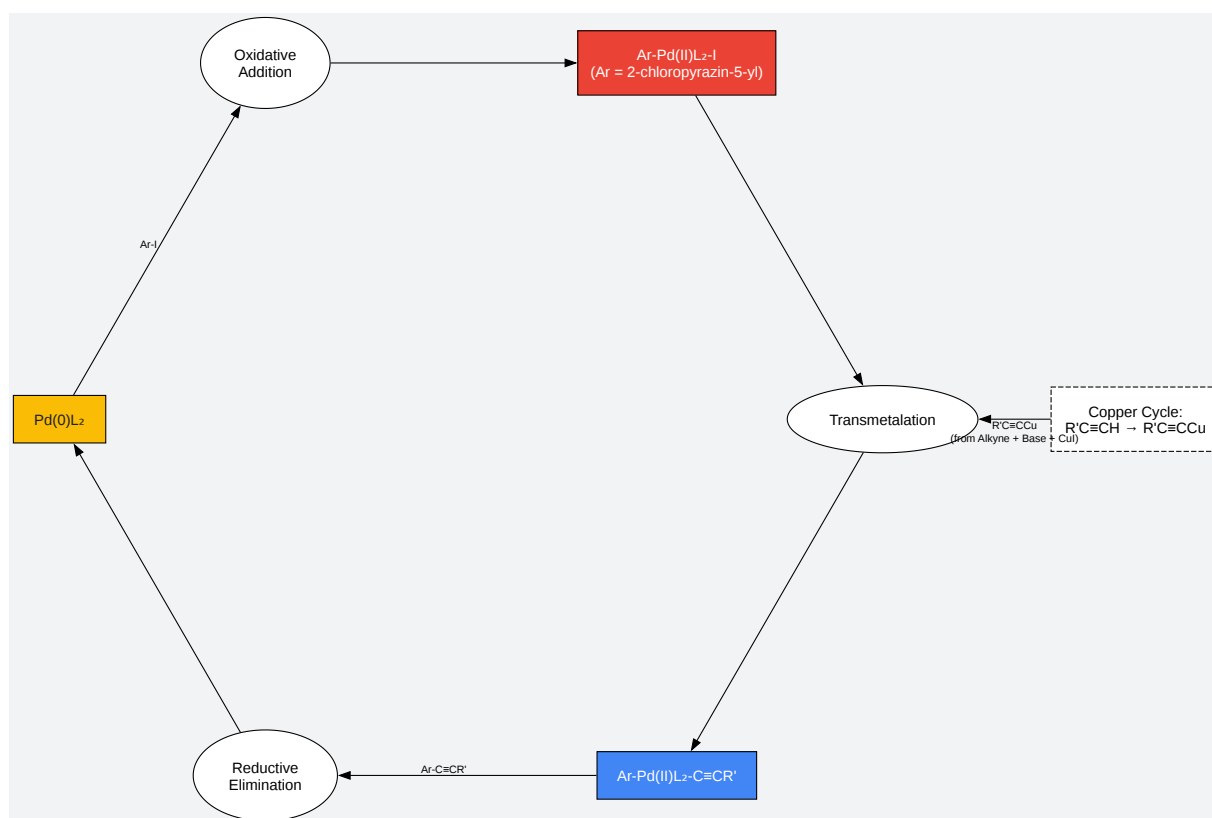 Oxidative
Addition
Ar-Pd(II)L₂-I
(Ar = 2-chloropyrazin-5-yl)
Ar-I
Pd(0)L₂
Transmetalation
R'C≡CCu
(from Alkyne + Base + CuI)
Copper Cycle:
R'C≡CH → R'C≡CCu
Reductive
Elimination
Ar-C≡CR'
Ar-Pd(II)L₂-C≡CR'